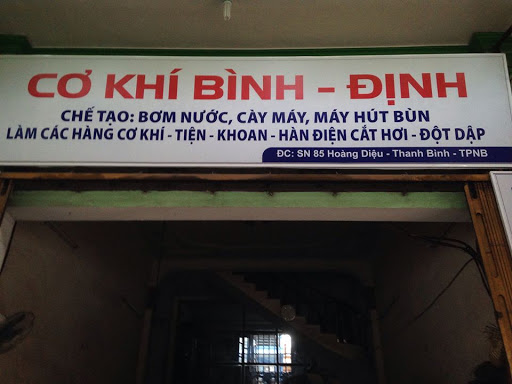 CƠ KHÍ BÌNH - ĐỊNH
CHẾ TẠO: BƠM NƯỚC, CÀY MÁY, MÁY HÚT BÙN
LÀM CÁC HÀNG CƠ KHÍ - TIỆN - KHOAN - HÀN ĐIỆN CẮT HƠI - ĐỘT DẬP
ĐC: SN 85 Hoàng Diệu - Thanh Bình - TPNB